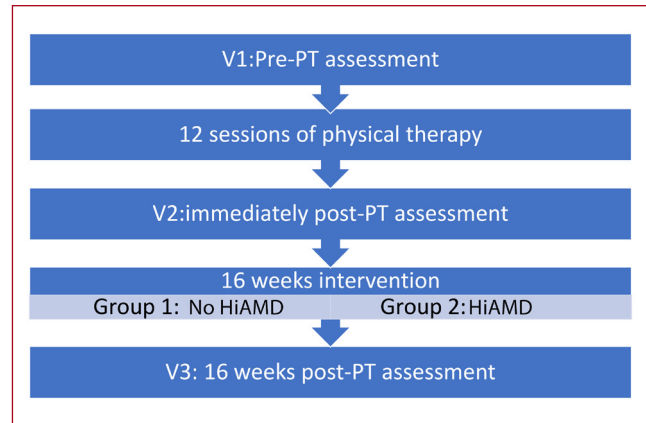 V1:Pre-PT assessment
12 sessions of physical therapy
V2:immediately post-PT assessment
16 weeks intervention
Group 1: No HiAMD Group 2:HiAMD
V3: 16 weeks post-PT assessment